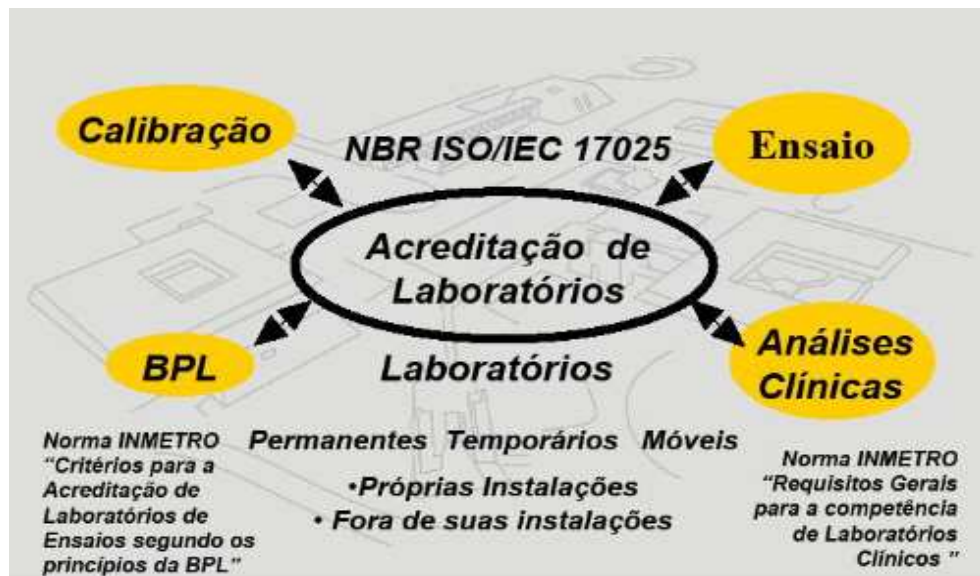 Calibração
NBR ISO/IEC 17025
Ensaio
Acreditação de
Laboratórios
BPL
Laboratórios
Análises
Clínicas
Norma INMETRO
“Critérios para a
Acreditação de
Laboratórios de
Ensaios segundo os
princípios da BPL”
Permanentes Temporários Móveis
•Próprias Instalações
• Fora de suas instalações
Norma INMETRO
“Requisitos Gerais
para a competência
de Laboratórios
Clínicos ”